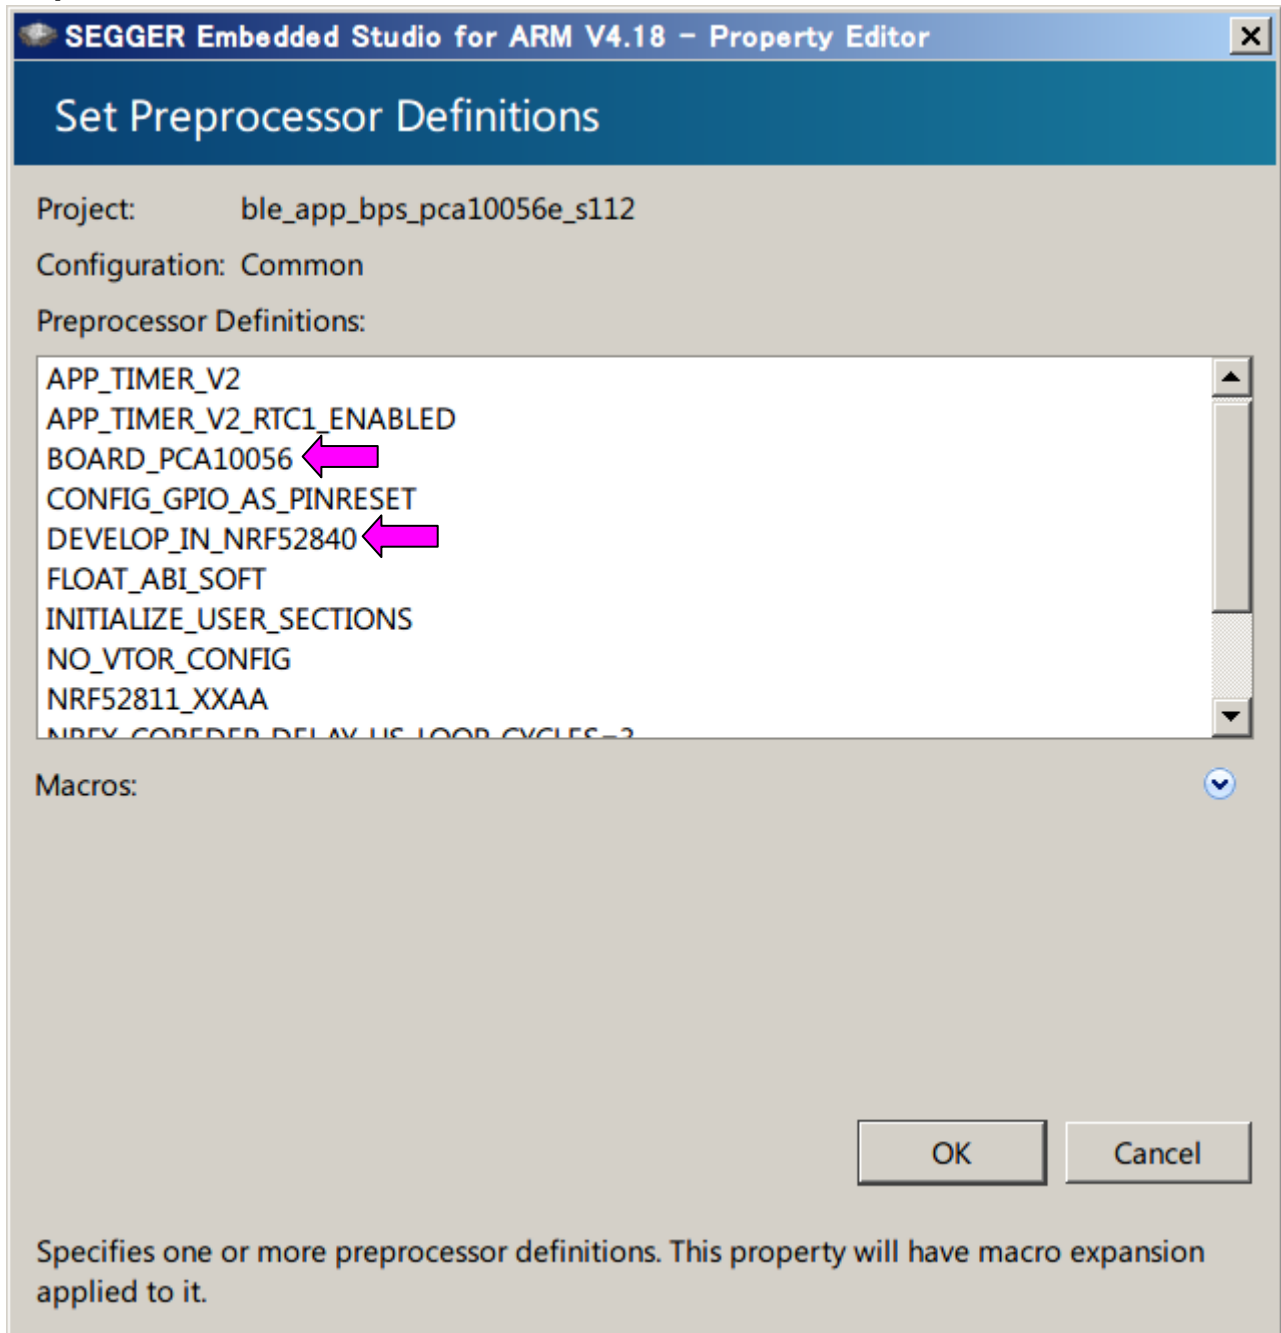 SEGGER Embedded Studio for ARM V4.18 - Property Editor
Set Preprocessor Definitions
Project: ble_app_bps_pca10056e_s112
Configuration: Common
Preprocessor Definitions:
APP_TIMER_V2
APP_TIMER_V2_RTC1_ENABLED
BOARD_PCA10056
CONFIG_GPIO_AS_PINRESET
DEVELOP_IN_NRF52840
FLOAT_ABI_SOFT
INITIALIZE_USER_SECTIONS
NO_VTOR_CONFIG
NRF52811_XXAA
Macros:
OK Cancel
Specifies one or more preprocessor definitions. This property will have macro expansion
applied to it.